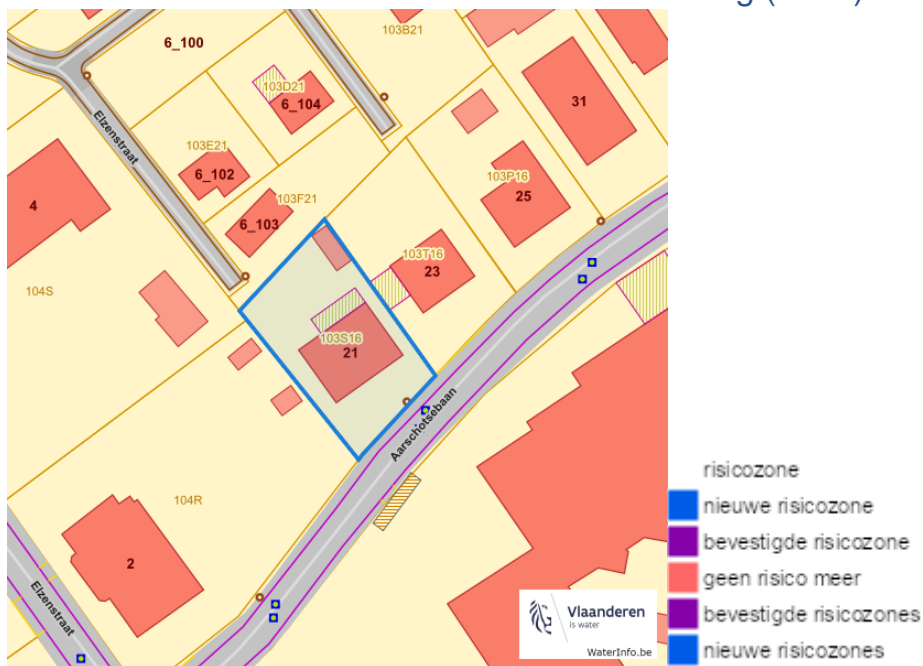 6_100
103B21
103D21
6_104
31
Elzenstraat
103E21
6_102
103P16
25
103F21
6_103
4
103T16
23
104S
103S16
21
Aarschotsebaan
104R
2
Elzenstraat
Vlaanderen
is water
WaterInfo.be
risicozone
nieuwe risicozone
bevestigde risicozone
geen risico meer
bevestigde risicozones
nieuwe risicozones